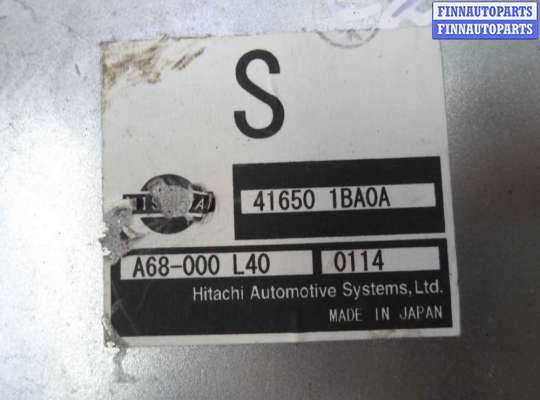 FINNAUTOPARTS
FINNAUTOPARTS
S
41650 1BA0A
A68-000 L40 0114
Hitachi Automotive Systems, Ltd.
MADE IN JAPAN